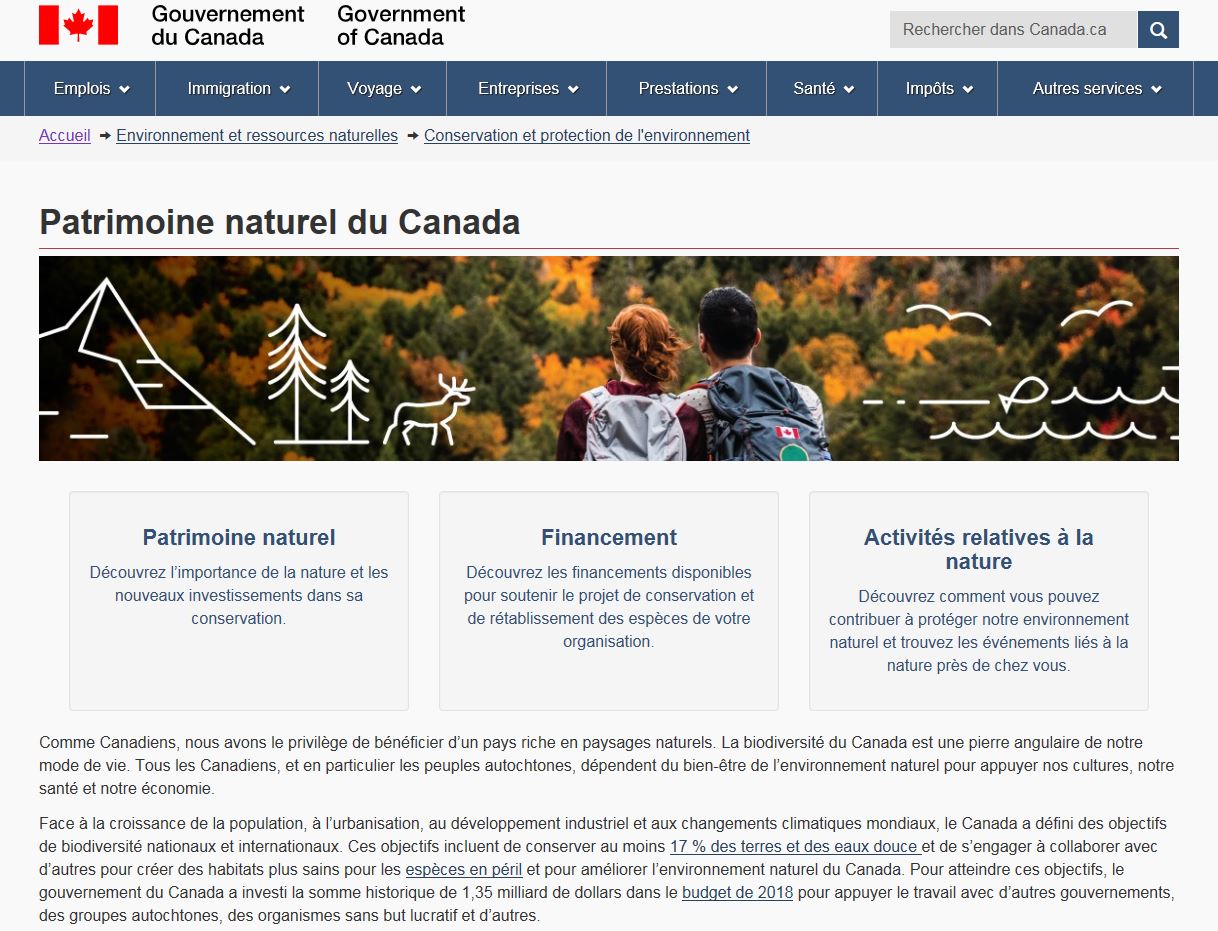 Gouvernement
du Canada
Government
of Canada
Rechercher dans Canada.ca
Emplois
Immigration
Voyage
Entreprises
Prestations
Santé
Impôts
Autres services
Accueil
Environnement et ressources naturelles
Conservation et protection de l'environnement
Patrimoine naturel du Canada
Patrimoine naturel
Découvrez l’importance de la nature et les
nouveaux investissements dans sa
conservation.
Financement
Découvrez les financements disponibles
pour soutenir le projet de conservation et
de rétablissement des espèces de votre
organisation.
Activités relatives à la
nature
Découvrez comment vous pouvez
contribuer à protéger notre environnement
naturel et trouvez les événements liés à la
nature près de chez vous.
Comme Canadiens, nous avons le privilège de bénéficier d’un pays riche en paysages naturels. La biodiversité du Canada est une pierre angulaire de notre
mode de vie. Tous les Canadiens, et en particulier les peuples autochtones, dépendent du bien-être de l’environnement naturel pour appuyer nos cultures, notre
santé et notre économie.
Face à la croissance de la population, à l’urbanisation, au développement industriel et aux changements climatiques mondiaux, le Canada a défini des objectifs
de biodiversité nationaux et internationaux. Ces objectifs incluent de conserver au moins 17 % des terres et des eaux douce et de s’engager à collaborer avec
d’autres pour créer des habitats plus sains pour les espèces en péril et pour améliorer l’environnement naturel du Canada. Pour atteindre ces objectifs, le
gouvernement du Canada a investi la somme historique de 1,35 milliard de dollars dans le budget de 2018 pour appuyer le travail avec d’autres gouvernements,
des groupes autochtones, des organismes sans but lucratif et d’autres.